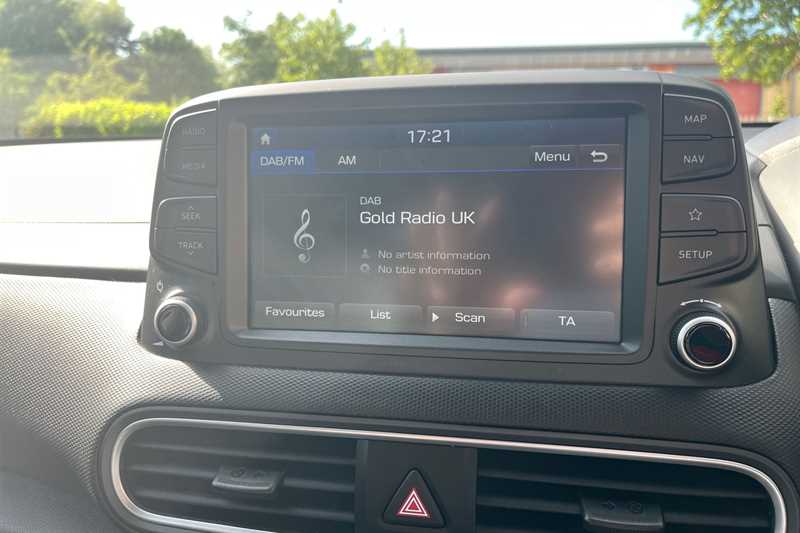 17:21
DAB/FM AM Menu
DAB
Gold Radio UK
No artist information
No title information
Favourites List Scan TA
RADIO
MEDIA
SEEK
TRACK
MAP
NAV
SETUP